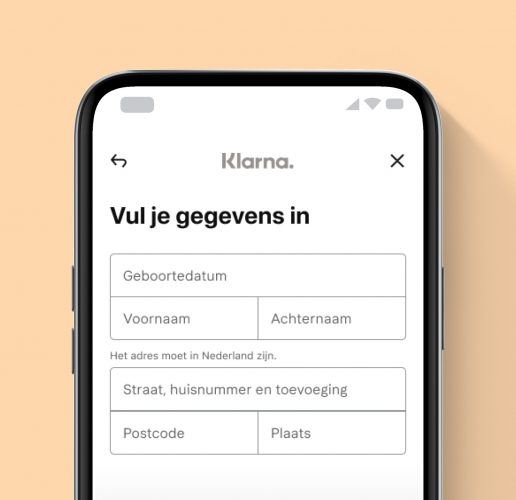 Klarna.
Vul je gegevens in
Geboortedatum
Voornaam Achternaam
Het adres moet in Nederland zijn.
Straat, huisnummer en toevoeging
Postcode Plaats